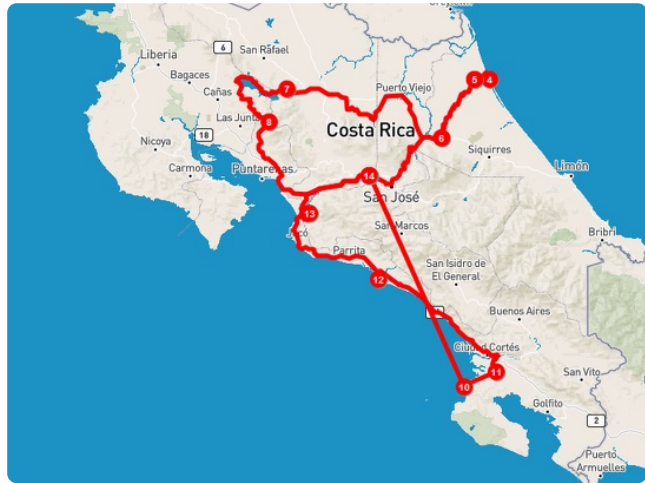 Liberia
6
San Rafael
Bagaces
7
Puerto Viejo
5
4
Cañas
Las Junta
8
Costa Rica
6
18
Siquirres
Nicoya
Carmona
Puntarenas
14
Limón
San José
13
San Marcos
Parrita
Bribri
12
San Isidro de
El General
Buenos Aires
Ciudad Cortés
11
10
San Vito
Golfito
2
Puerto
Armuelles